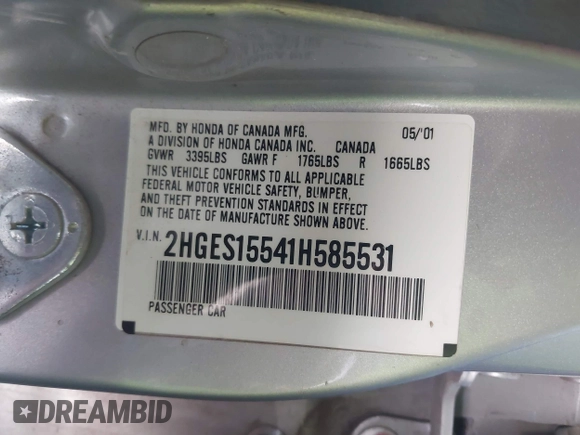 MFD. BY HONDA OF CANADA MFG. 05/'01
A DIVISION OF HONDA CANADA INC. CANADA
GVWR 3395LBS GAWR F 1765LBS R 1665LBS
THIS VEHICLE CONFORMS TO ALL APPLICABLE
FEDERAL MOTOR VEHICLE SAFETY, BUMPER,
AND THEFT PREVENTION STANDARDS IN EFFECT
ON THE DATE OF MANUFACTURE SHOWN ABOVE.
V.I.N. 2HGES15541H585531
PASSENGER CAR
DREAMBID